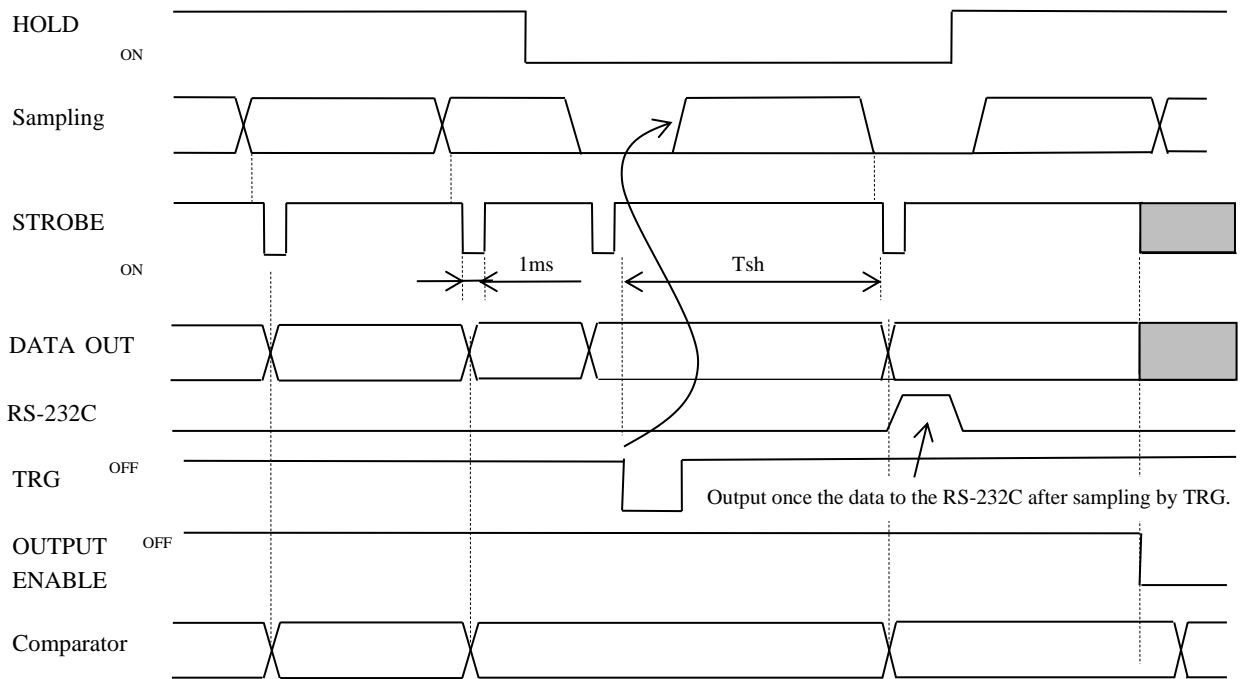 HOLD
ON
Sampling
STROBE
ON
1ms
Tsh
DATA OUT
RS-232C
TRG
OFF
Output once the data to the RS-232C after sampling by TRG.
OUTPUT
OFF
ENABLE
Comparator